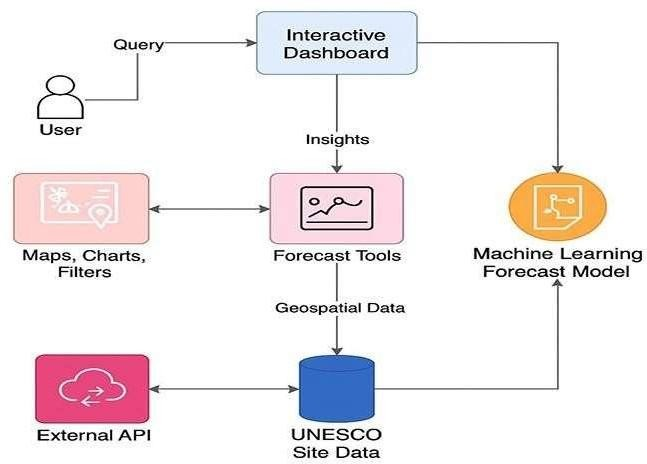 Interactive
Dashboard
Query
User
Insights
Maps, Charts,
Filters
Forecast Tools
Machine Learning
Forecast Model
Geospatial Data
External API
UNESCO
Site Data